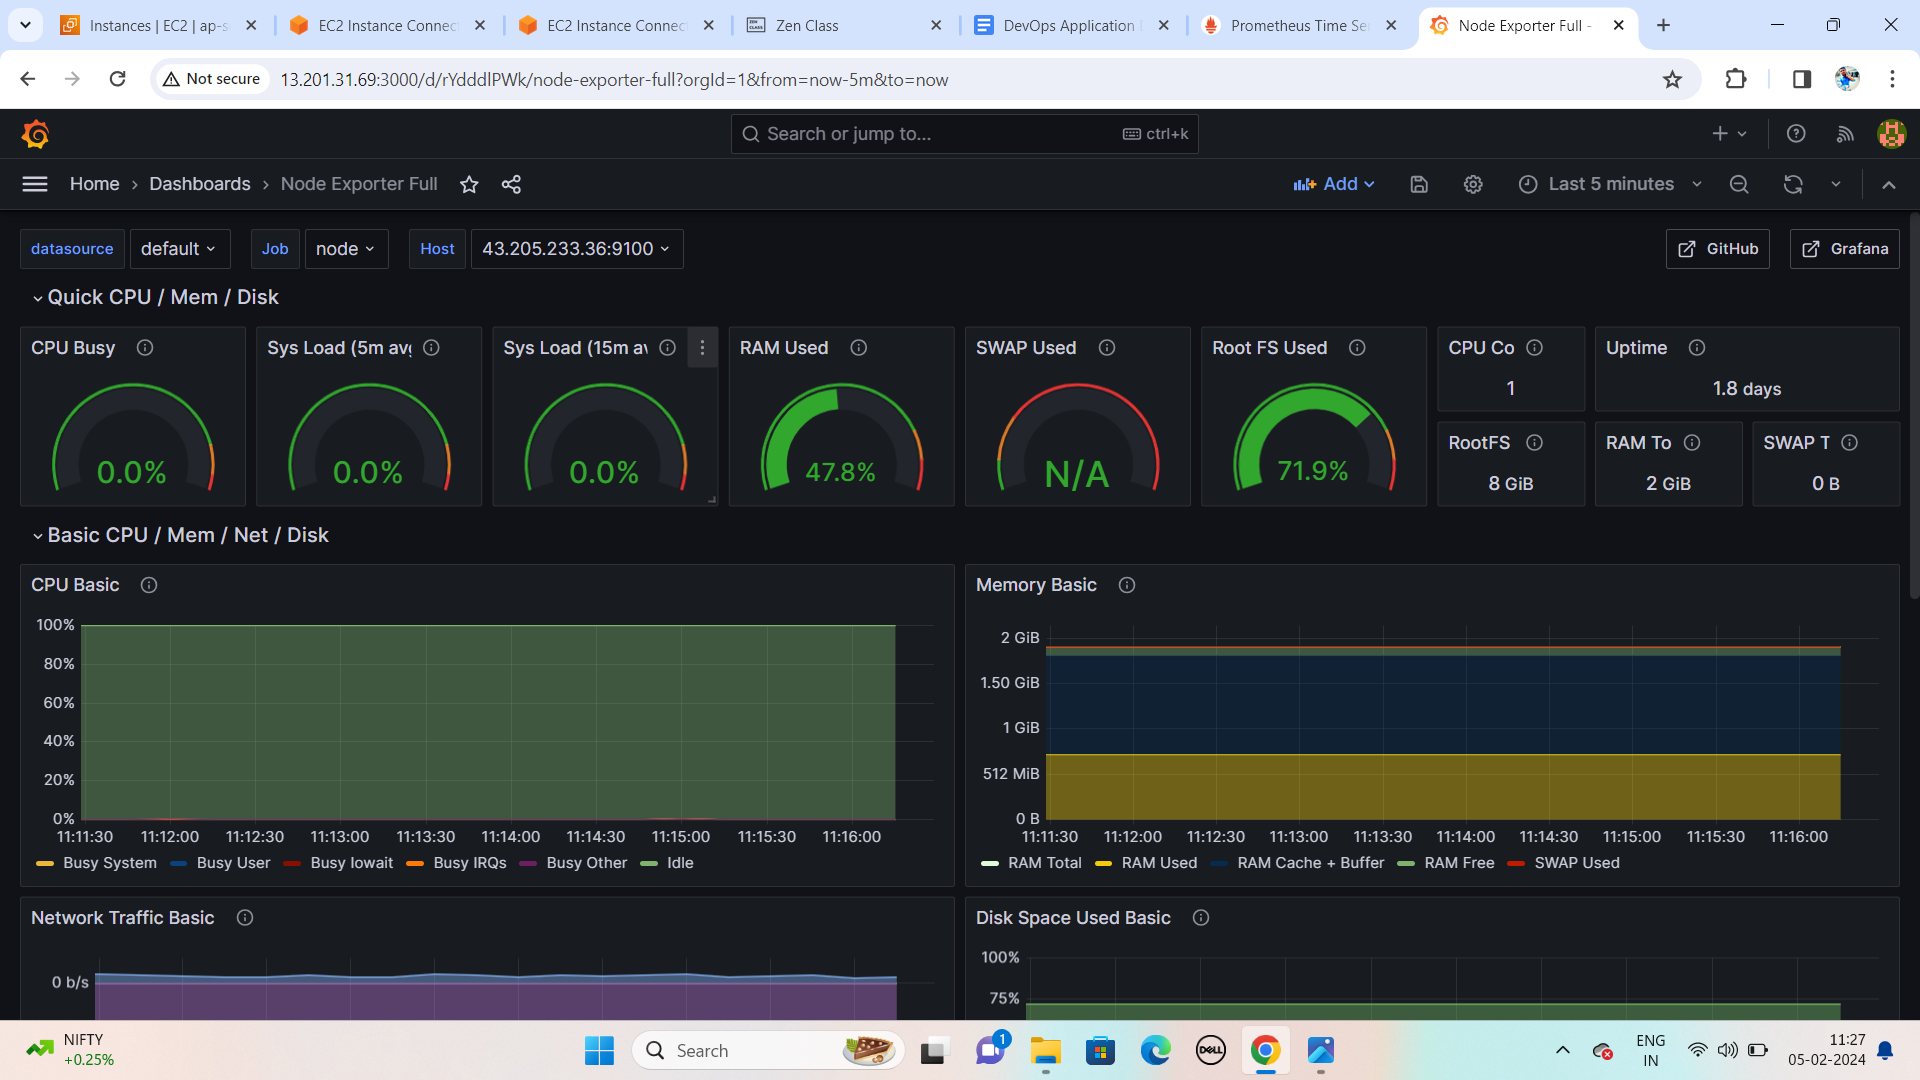 Instances | EC2 | ap-s
EC2 Instance Connec
EC2 Instance Connec
Zen Class
DevOps Application
Prometheus Time Se
Node Exporter Full -
Not secure
13.201.31.69:3000/d/rYdddlPWk/node-exporter-full?orgId=1&from=now-5m&to=now
Search or jump to...
ctrl+k
Home › Dashboards › Node Exporter Full
Add
Last 5 minutes
datasource default
Job node
Host 43.205.233.36:9100
GitHub
Grafana
Quick CPU / Mem / Disk
CPU Busy
0.0%
Sys Load (5m avg
0.0%
Sys Load (15m av
0.0%
RAM Used
47.8%
SWAP Used
N/A
Root FS Used
71.9%
CPU Co
1
Uptime
1.8 days
RootFS
8 GiB
RAM To
2 GiB
SWAP T
0 B
Basic CPU / Mem / Net / Disk
CPU Basic
100%
80%
60%
40%
20%
0%
11:11:30 11:12:00 11:12:30 11:13:00 11:13:30 11:14:00 11:14:30 11:15:00 11:15:30 11:16:00
Busy System Busy User Busy Iowait Busy IRQs Busy Other Idle
Memory Basic
2 GiB
1.50 GiB
1 GiB
512 MiB
0 B
11:11:30 11:12:00 11:12:30 11:13:00 11:13:30 11:14:00 11:14:30 11:15:00 11:15:30 11:16:00
RAM Total RAM Used RAM Cache + Buffer RAM Free SWAP Used
Network Traffic Basic
0 b/s
Disk Space Used Basic
100%
75%
NIFTY
+0.25%
Search
1
DELL
ENG
IN
11:27
05-02-2024